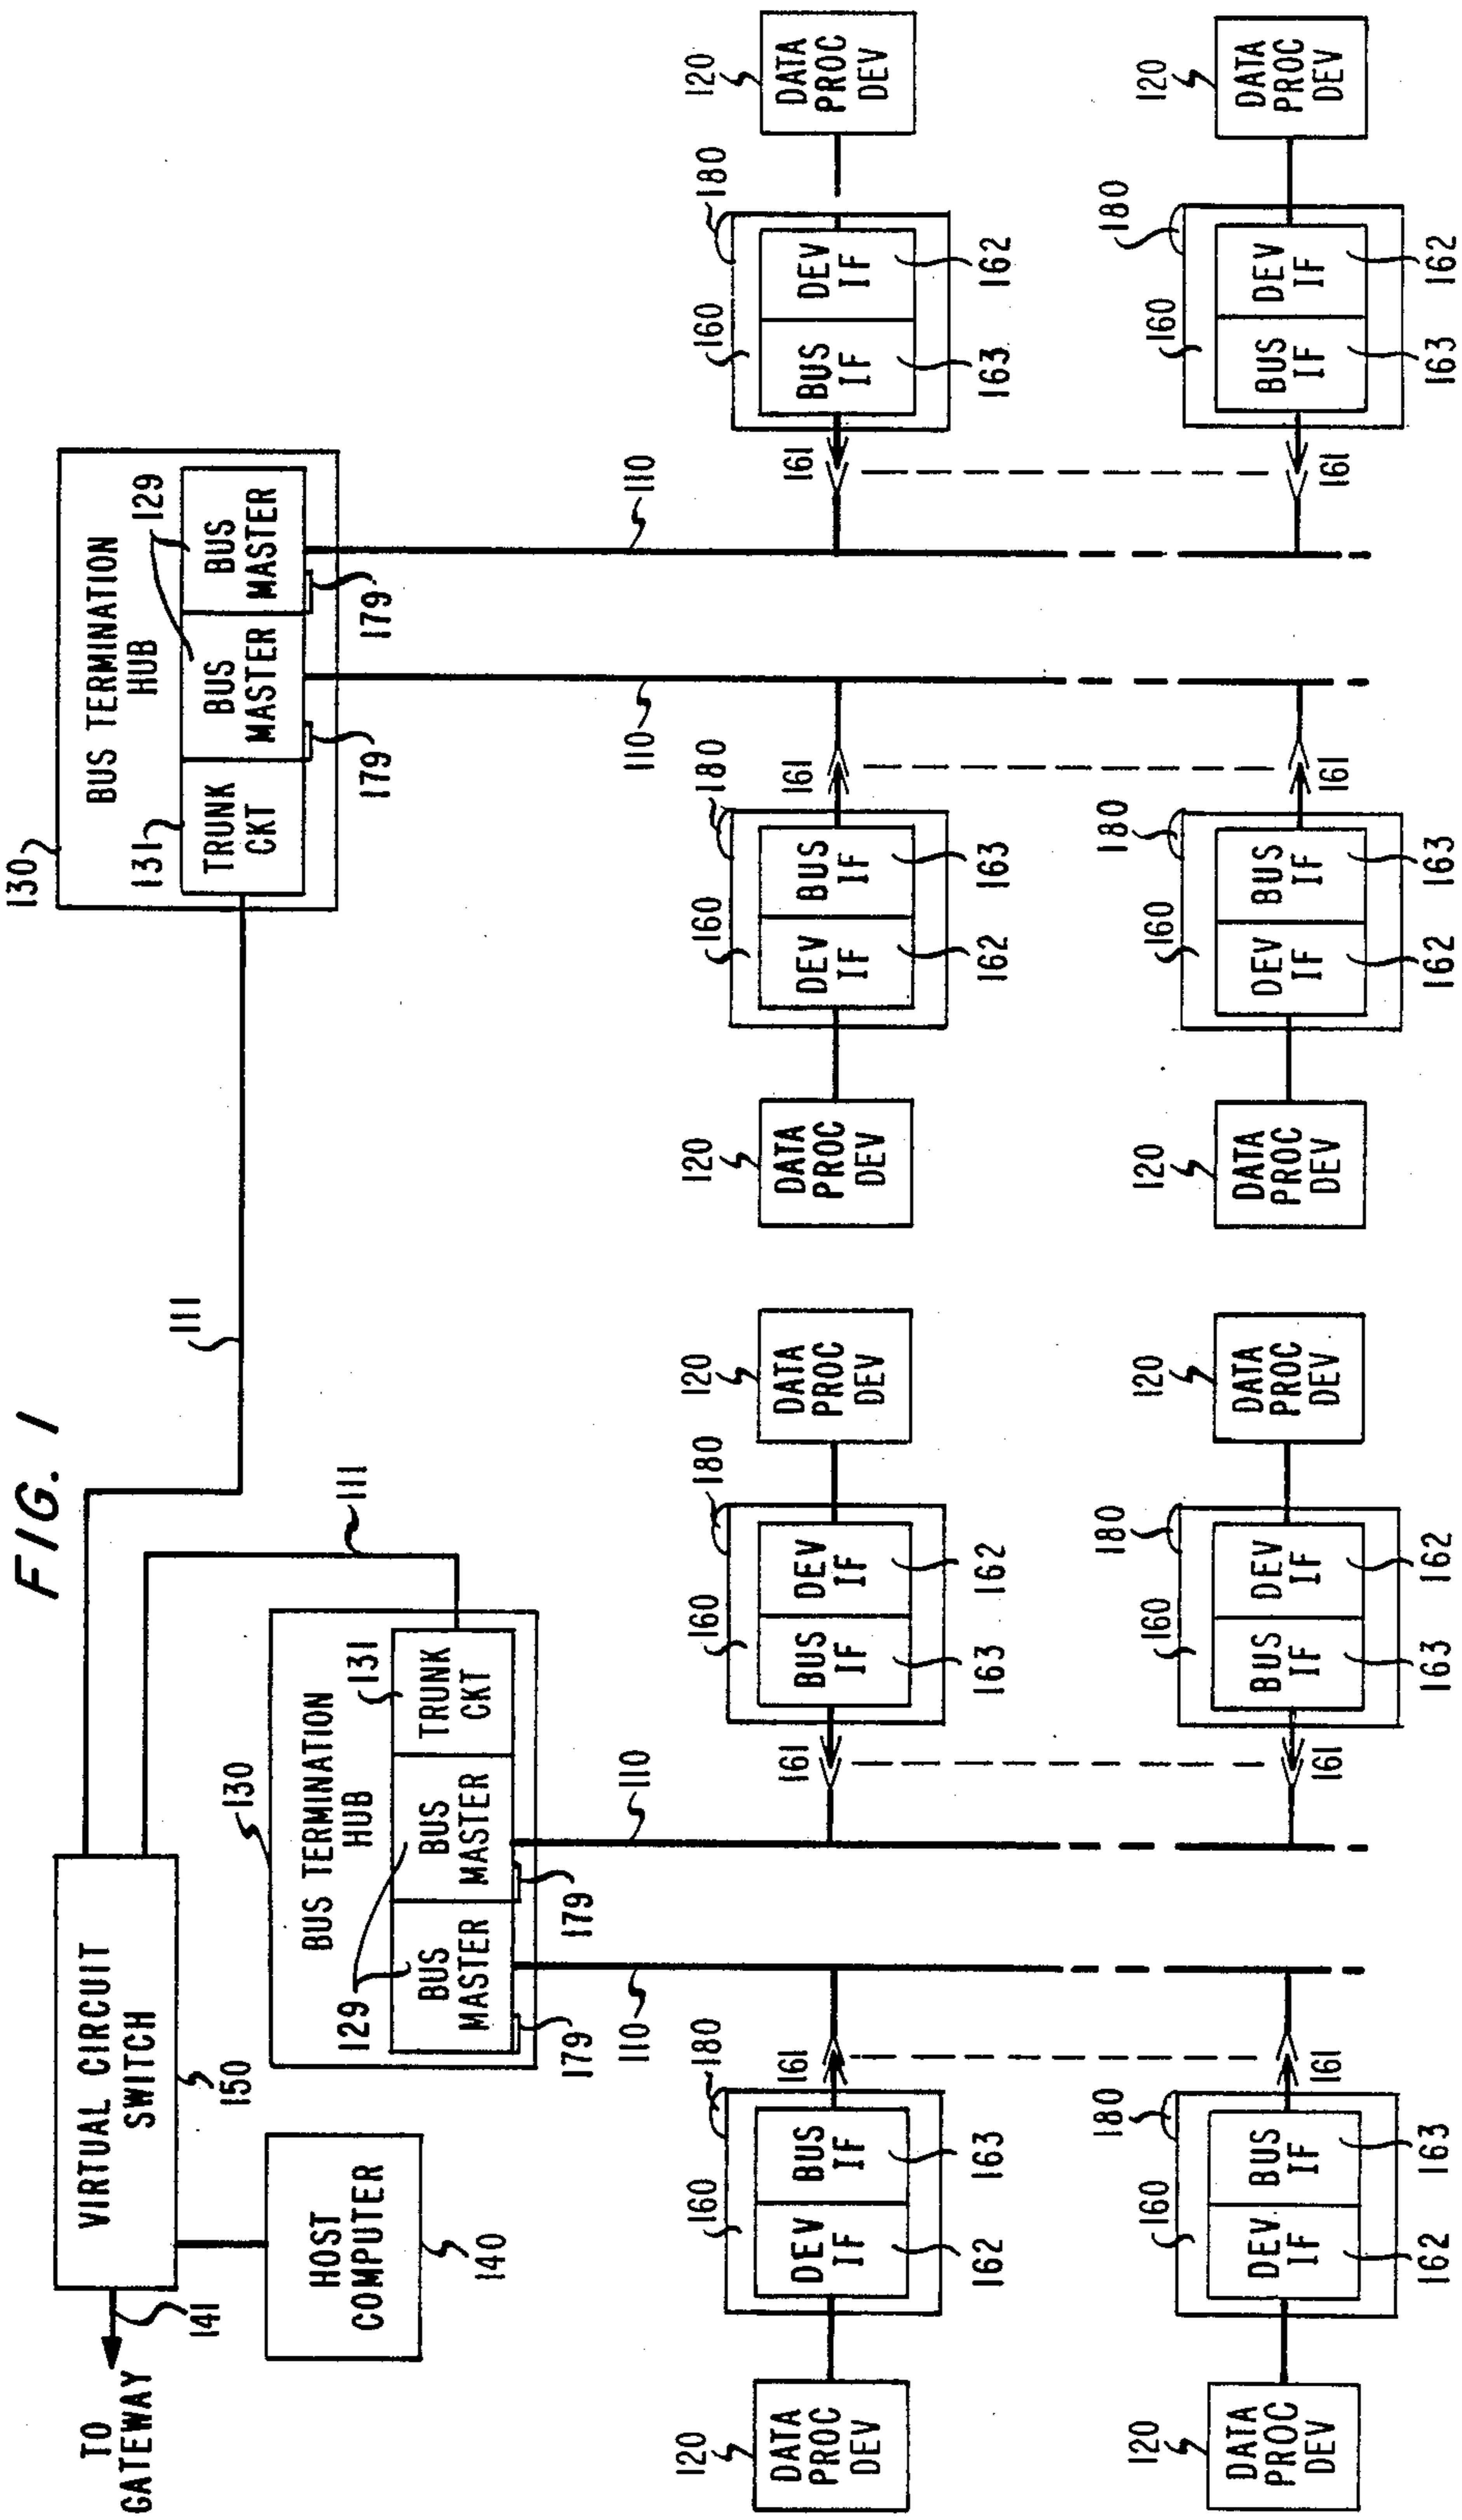 FIG. 1
TO
GATEWAY
141
VIRTUAL CIRCUIT
SWITCH
150
HOST
COMPUTER
140
111
111
130
BUS TERMINATION
HUB
129
BUS
MASTER
BUS
MASTER
131
TRUNK
CKT
179
179
110
110
130
BUS TERMINATION
HUB
131
TRUNK
CKT
129
BUS
MASTER
BUS
MASTER
179
179
110
110
120
DATA
PROC
DEV
160
180
DEV
IF
BUS
IF
162
163
161
161
160
180
BUS
IF
DEV
IF
163
162
120
DATA
PROC
DEV
120
DATA
PROC
DEV
160
180
DEV
IF
BUS
IF
162
163
161
161
160
180
BUS
IF
DEV
IF
163
162
120
DATA
PROC
DEV
120
DATA
PROC
DEV
160
180
DEV
IF
BUS
IF
162
163
161
161
160
180
BUS
IF
DEV
IF
163
162
120
DATA
PROC
DEV
120
DATA
PROC
DEV
160
180
DEV
IF
BUS
IF
162
163
161
161
160
180
BUS
IF
DEV
IF
163
162
120
DATA
PROC
DEV